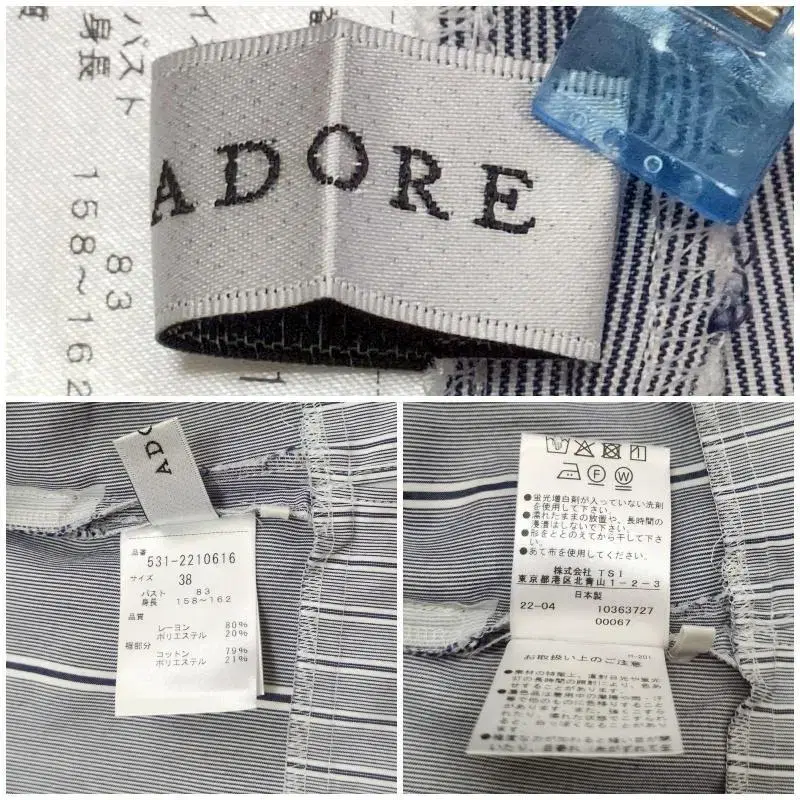 バスト
身長
83
158~162
ADORE
ADO
品番
531-2210616
サイズ
38
バスト 83
身長 158~162
品質
レーヨン 80%
ポリエステル 20%
別部分
コットン 79%
ポリエステル 21%
F W
●蛍光増白剤が入っていない洗剤
を使用して下さい。
●濡れたままの放置や、長時間の
浸漬はしないで下さい。
●形をととのえてから干して下さ
い。
●あて布を使用してください。
株式会社 TSI
東京都港区北青山1-2-3
日本製
22-04 10363727
00067
お取扱い上のご注意